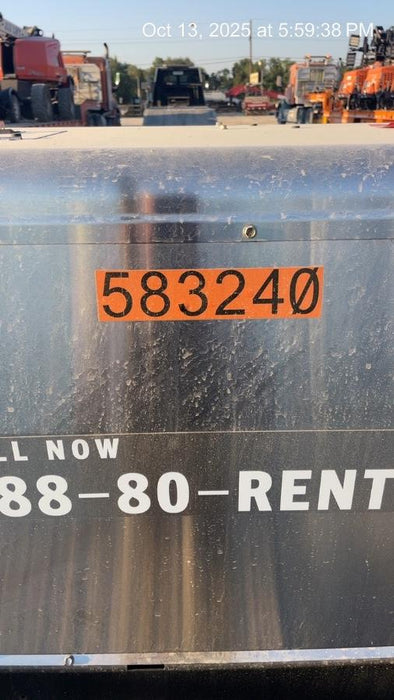 Oct 13, 2025 at 5:59:38 PM
583240
LL NOW
88-80-RENT